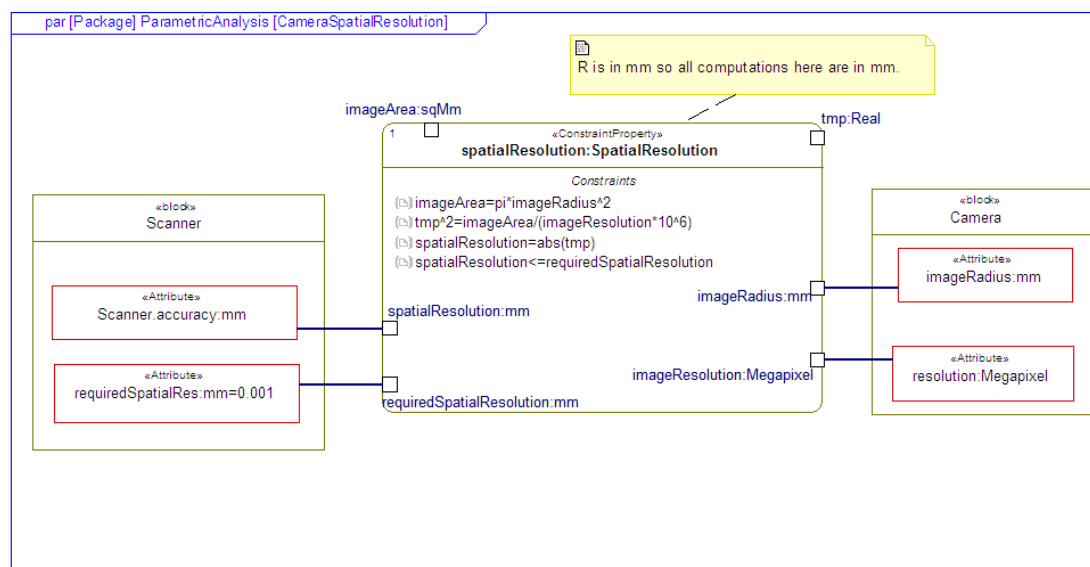 par [Package] ParametricAnalysis [CameraSpatialResolution]
R is in mm so all computations here are in mm.
imageArea:sqMm
tmp:Real
1
«ConstraintProperty»
spatialResolution:SpatialResolution
Constraints
imageArea=pi*imageRadius^2
tmp^2=imageArea/(imageResolution*10^6)
spatialResolution=abs(tmp)
spatialResolution<=requiredSpatialResolution
«block»
Scanner
«Attribute»
Scanner.accuracy:mm
«Attribute»
requiredSpatialRes:mm=0.001
spatialResolution:mm
requiredSpatialResolution:mm
imageRadius:mm
imageResolution:Megapixel
«block»
Camera
«Attribute»
imageRadius:mm
«Attribute»
resolution:Megapixel